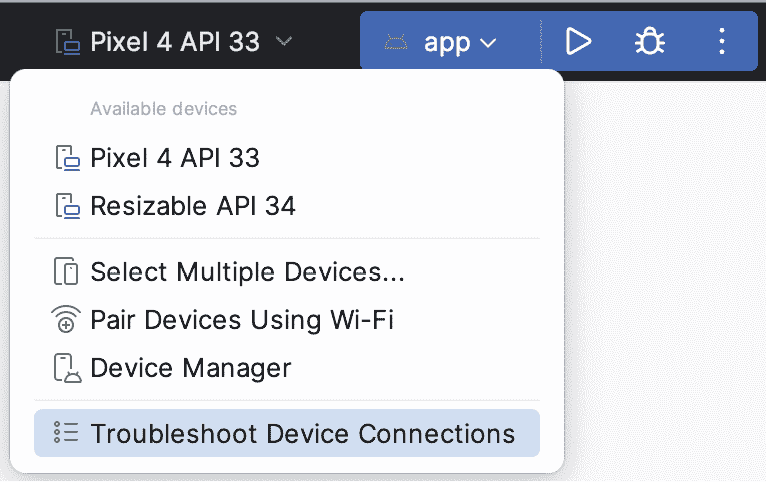 Pixel 4 API 33
app
Available devices
Pixel 4 API 33
Resizable API 34
Select Multiple Devices...
Pair Devices Using Wi-Fi
Device Manager
Troubleshoot Device Connections